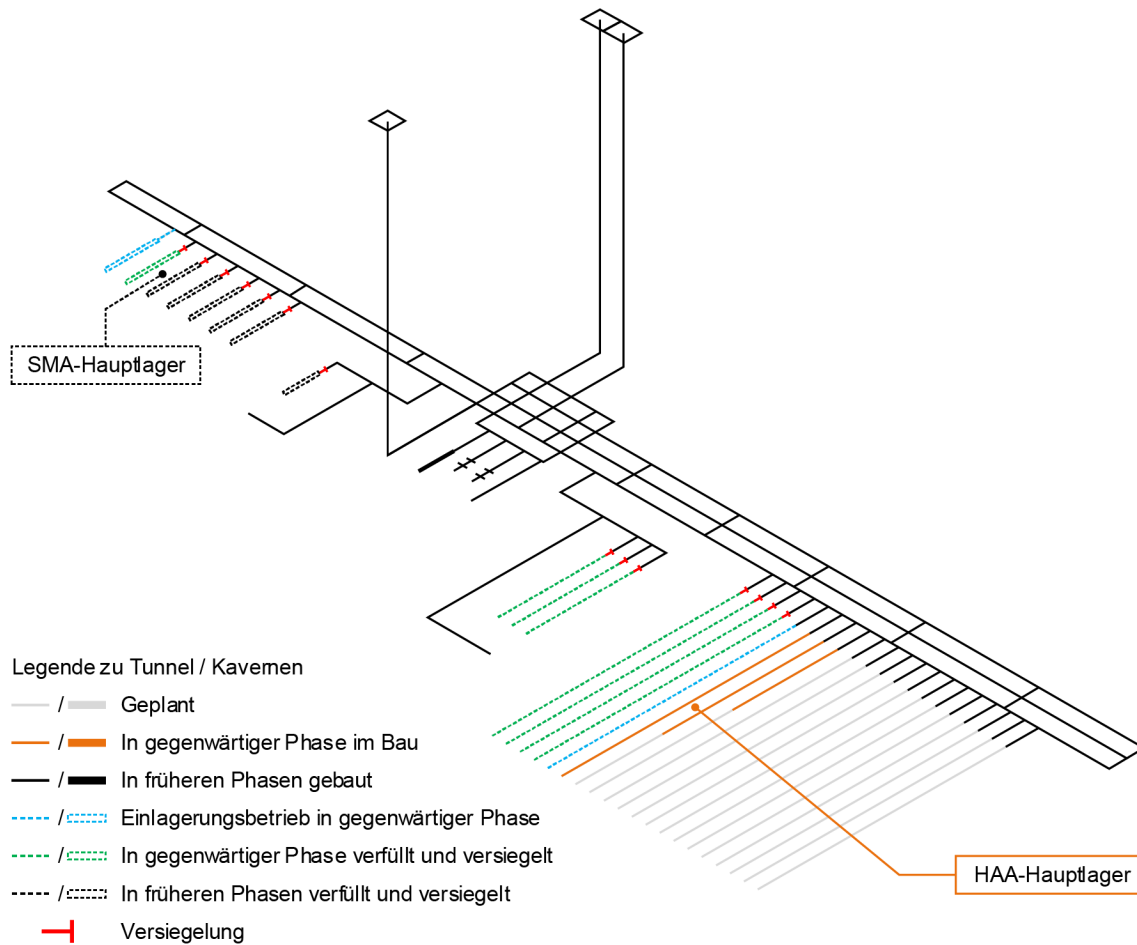 SMA-Hauptlager
Legende zu Tunnel / Kavernen
/ Geplant
/ In gegenwärtiger Phase im Bau
/ In früheren Phasen gebaut
/ Einlagerungsbetrieb in gegenwärtiger Phase
/ In gegenwärtiger Phase verfüllt und versiegelt
/ In früheren Phasen verfüllt und versiegelt
Versiegelung
HAA-Hauptlager